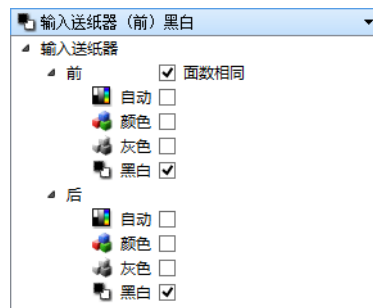 输入送纸器（前）黑白
输入送纸器
前 面数相同
自动
颜色
灰色
黑白
后
自动
颜色
灰色
黑白